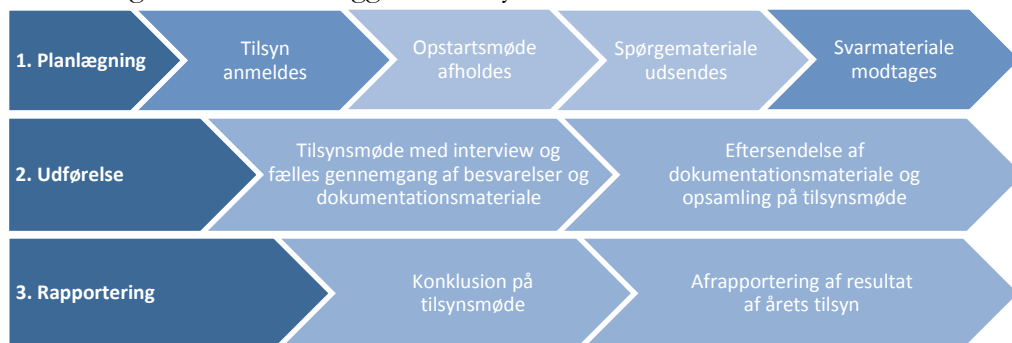 1. Planlægning
Tilsyn
anmeldes
Opstartsmøde
afholdes
Spørgemateriale
udsendes
Svarmateriale
modtages
2. Udførelse
Tilsynsmøde med interview og
fælles gennemgang af besvarelser og
dokumentationsmateriale
Eftersendelse af
dokumentationsmateriale og
opsamling på tilsynsmøde
3. Rapportering
Konklusion på
tilsynsmøde
Afrapportering af resultat
af årets tilsyn